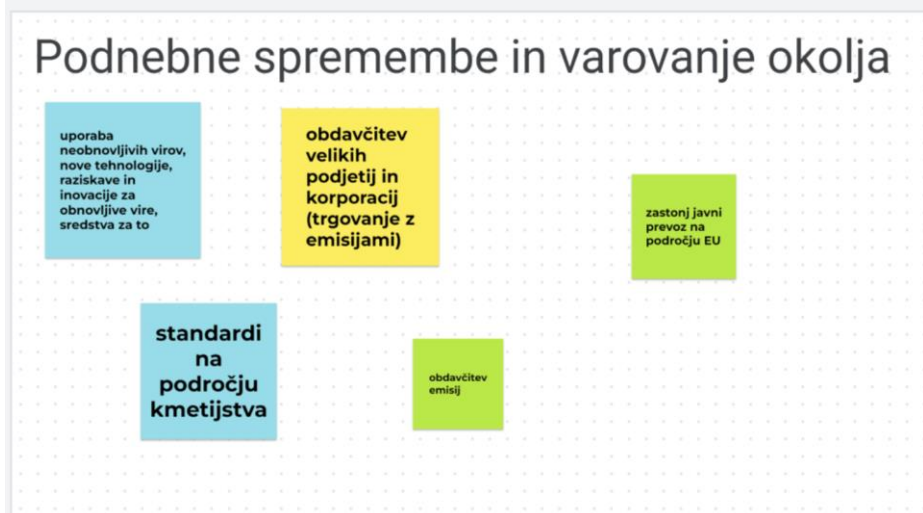 Podnebne spremembe in varovanje okolja
uporaba
neobnovljivih virov,
nove tehnologije,
raziskave in
inovacije za
obnovljive vire,
sredstva za to
obdavčitev
velikih
podjetij in
korporacij
(trgovanje z
emisijami)
zastonj javni
prevoz na
področju EU
standardi
na
področju
kmetijstva
obdavčitev
emisij